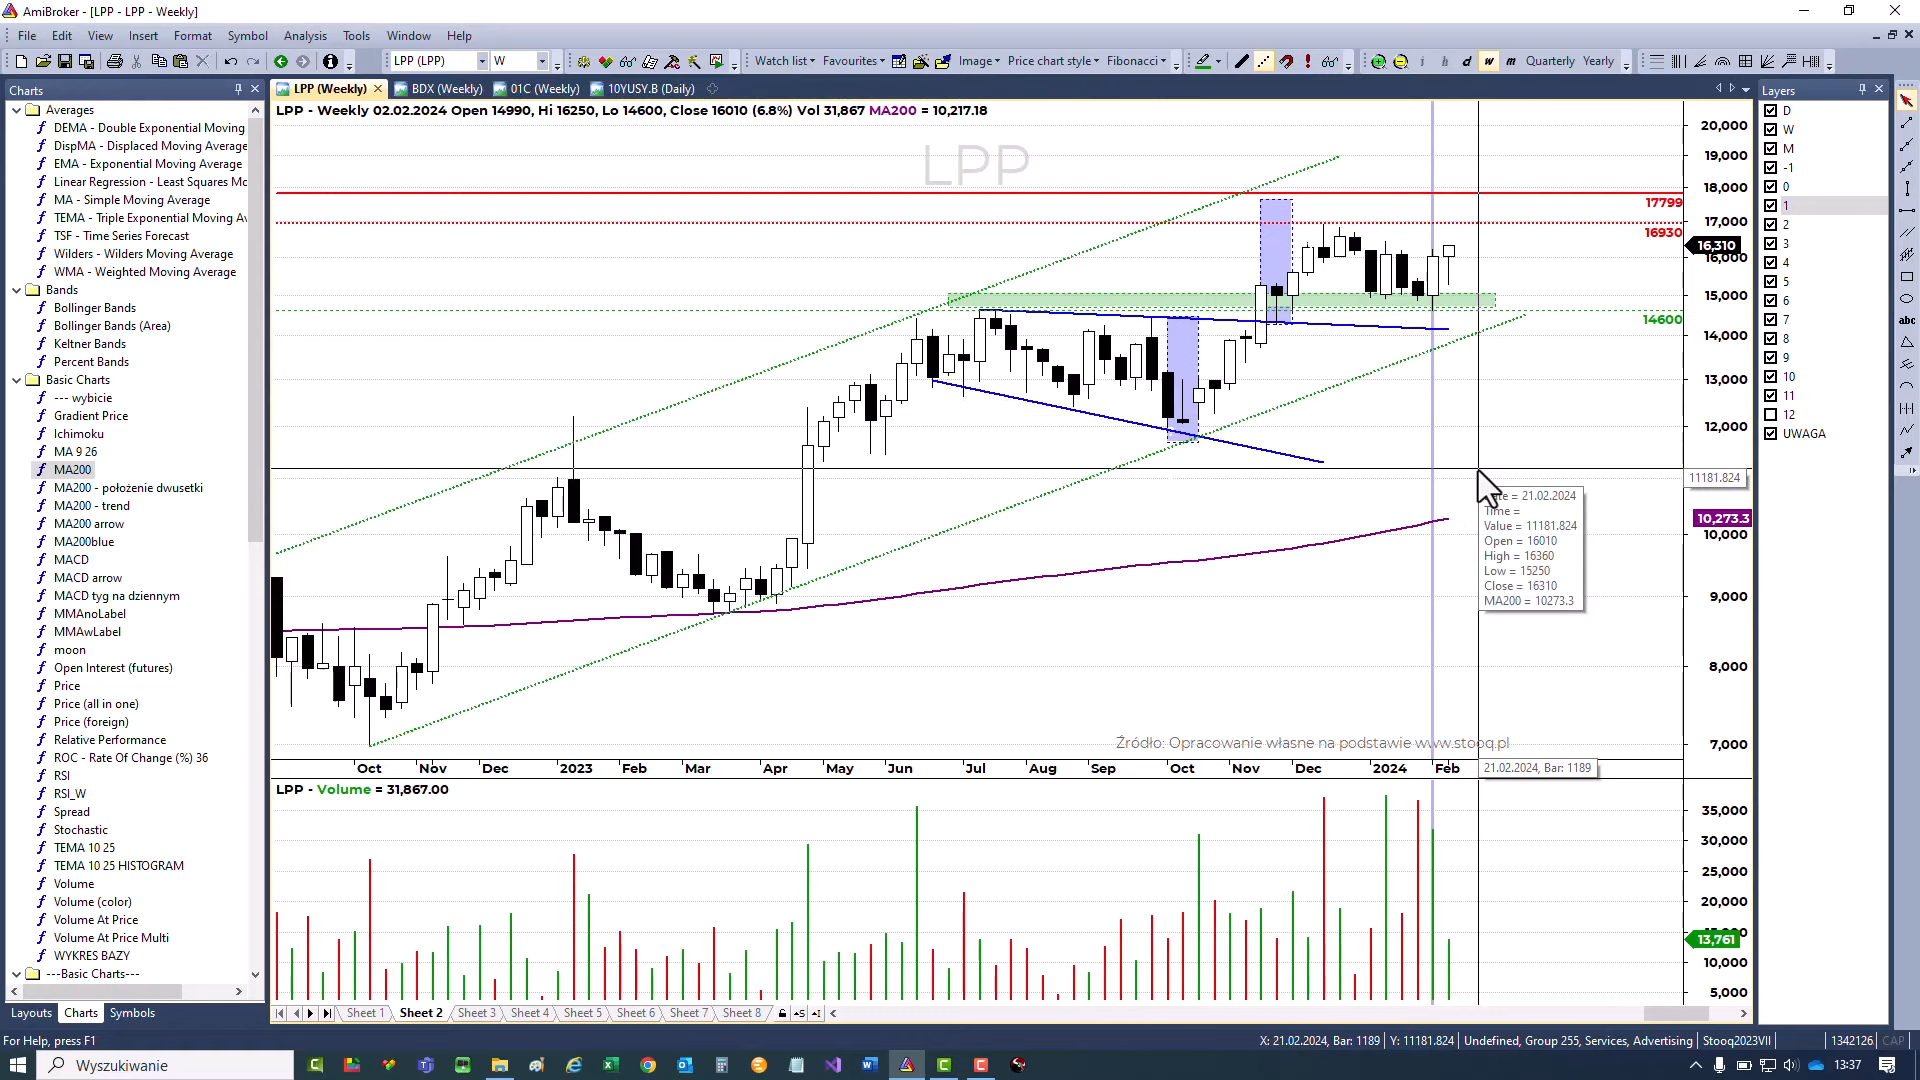 AmiBroker - [LPP - LPP - Weekly]
File Edit View Insert Format Symbol Analysis Tools Window Help
LPP (LPP) W Watch list Favourites Image Price chart style Fibonacci i h d w m Quarterly Yearly
Charts
LPP (Weekly) BDX (Weekly) 01C (Weekly) 10YUSY.B (Daily)
Layers
Averages
DEMA - Double Exponential Moving
DispMA - Displaced Moving Average
EMA - Exponential Moving Average
Linear Regression - Least Squares Mc
MA - Simple Moving Average
TEMA - Triple Exponential Moving Av
TSF - Time Series Forecast
Wilders - Wilders Moving Average
WMA - Weighted Moving Average
Bands
Bollinger Bands
Bollinger Bands (Area)
Keltner Bands
Percent Bands
Basic Charts
--- wybicie
Gradient Price
Ichimoku
MA 9 26
MA200
MA200 - położenie dwusetki
MA200 - trend
MA200 arrow
MA200blue
MACD
MACD arrow
MACD tyg na dziennym
MMAnoLabel
MMAwLabel
moon
Open Interest (futures)
Price
Price (all in one)
Price (foreign)
Relative Performance
ROC - Rate Of Change (%) 36
RSI
RSI_W
Spread
Stochastic
TEMA 10 25
TEMA 10 25 HISTOGRAM
Volume
Volume (color)
Volume At Price
Volume At Price Multi
WYKRES BAZY
---Basic Charts---
Layouts Charts Symbols
LPP - Weekly 02.02.2024 Open 14990, Hi 16250, Lo 14600, Close 16010 (6.8%) Vol 31,867 MA200 = 10,217.18
LPP
20,000
19,000
18,000
17799
17,000
16930
16,310
16,000
15,000
14600
14,000
13,000
12,000
11181.824
10,273.3
10,000
9,000
8,000
7,000
Date = 21.02.2024
Time =
Value = 11181.824
Open = 16010
High = 16360
Low = 15250
Close = 16310
MA200 = 10273.3
Źródło: Opracowanie własne na podstawie www.stooq.pl
Oct Nov Dec 2023 Feb Mar Apr May Jun Jul Aug Sep Oct Nov Dec 2024 Feb
21.02.2024, Bar: 1189
LPP - Volume = 31,867.00
35,000
30,000
25,000
20,000
13,761
10,000
5,000
Sheet 1 Sheet 2 Sheet 3 Sheet 4 Sheet 5 Sheet 6 Sheet 7 Sheet 8
D
W
M
-1
0
1
2
3
4
5
6
7
8
9
10
11
12
UWAGA
abc
For Help, press F1
X: 21.02.2024, Bar: 1189 Y: 11181.824 Undefined, Group 255, Services, Advertising Stooq2023VII 1342126 CAP
Wyszukiwanie
13:37